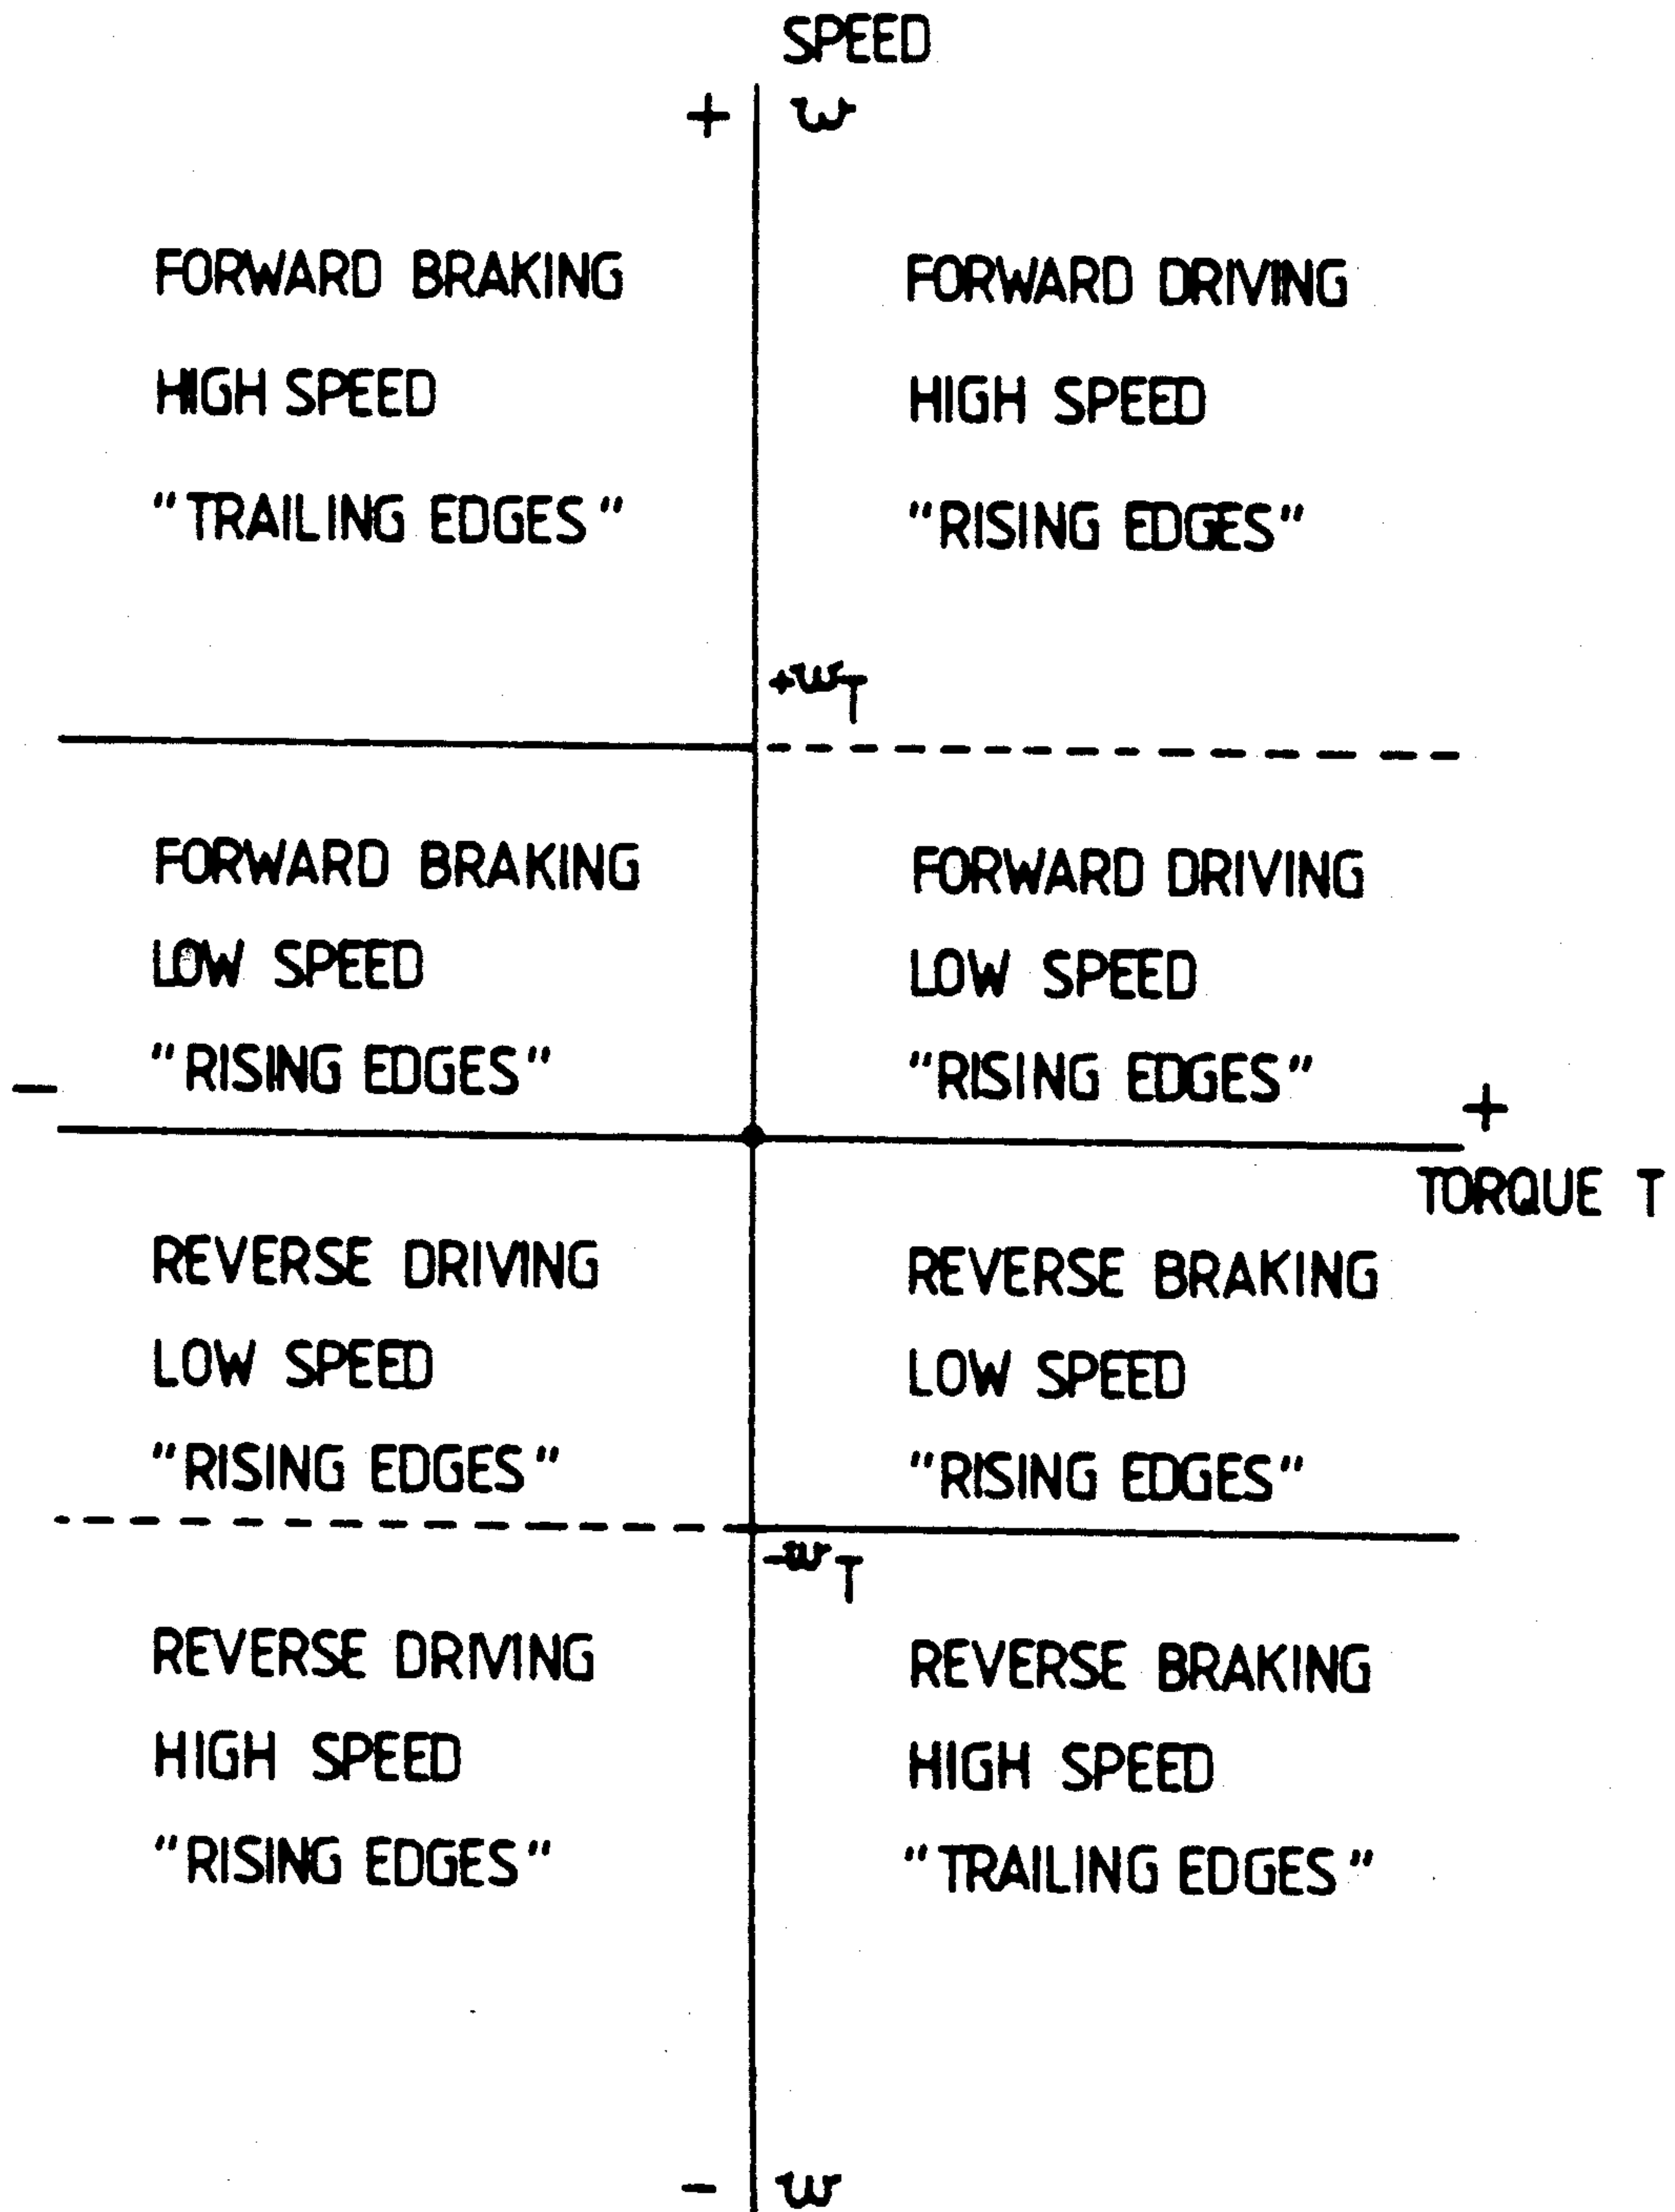 SPEED
+ ω
FORWARD BRAKING
HIGH SPEED
"TRAILING EDGES"
FORWARD DRIVING
HIGH SPEED
"RISING EDGES"
+ωT
FORWARD BRAKING
LOW SPEED
"RISING EDGES"
FORWARD DRIVING
LOW SPEED
"RISING EDGES"
−
+
TORQUE T
REVERSE DRIVING
LOW SPEED
"RISING EDGES"
REVERSE BRAKING
LOW SPEED
"RISING EDGES"
-ωT
REVERSE DRIVING
HIGH SPEED
"RISING EDGES"
REVERSE BRAKING
HIGH SPEED
"TRAILING EDGES"
− ω